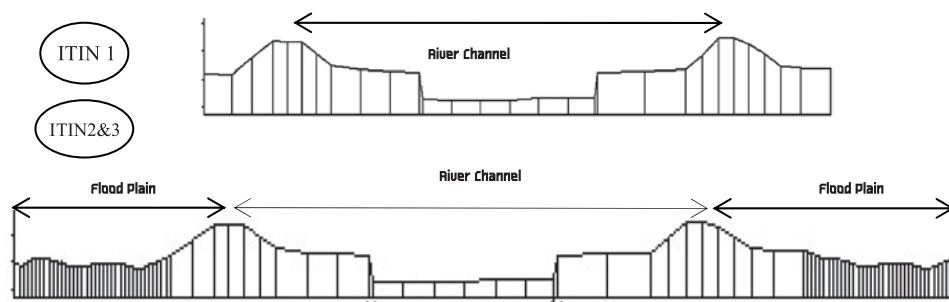 ITIN 1
River Channel
ITIN2&3
River Channel
Flood Plain
Flood Plain